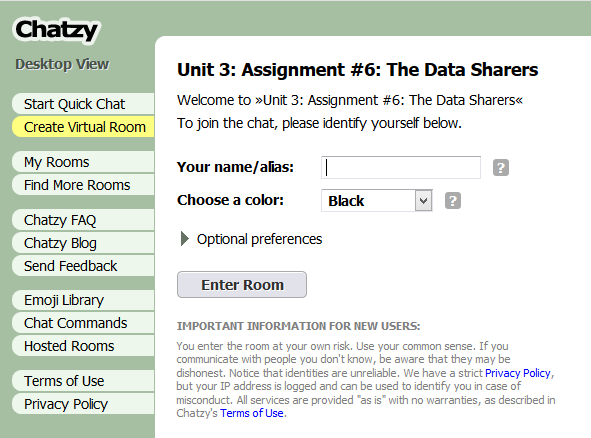 Chatzy
Desktop View
Start Quick Chat
Create Virtual Room
My Rooms
Find More Rooms
Chatzy FAQ
Chatzy Blog
Send Feedback
Emoji Library
Chat Commands
Hosted Rooms
Terms of Use
Privacy Policy
Unit 3: Assignment #6: The Data Sharers
Welcome to »Unit 3: Assignment #6: The Data Sharers«
To join the chat, please identify yourself below.
Your name/alias: ?
Choose a color: Black ?
Optional preferences
Enter Room
IMPORTANT INFORMATION FOR NEW USERS:
You enter the room at your own risk. Use your common sense. If you
communicate with people you don't know, be aware that they may be
dishonest. Notice that identities are unreliable. We have a strict Privacy Policy,
but your IP address is logged and can be used to identify you in case of
misconduct. All services are provided "as is" with no warranties, as described in
Chatzy's Terms of Use.